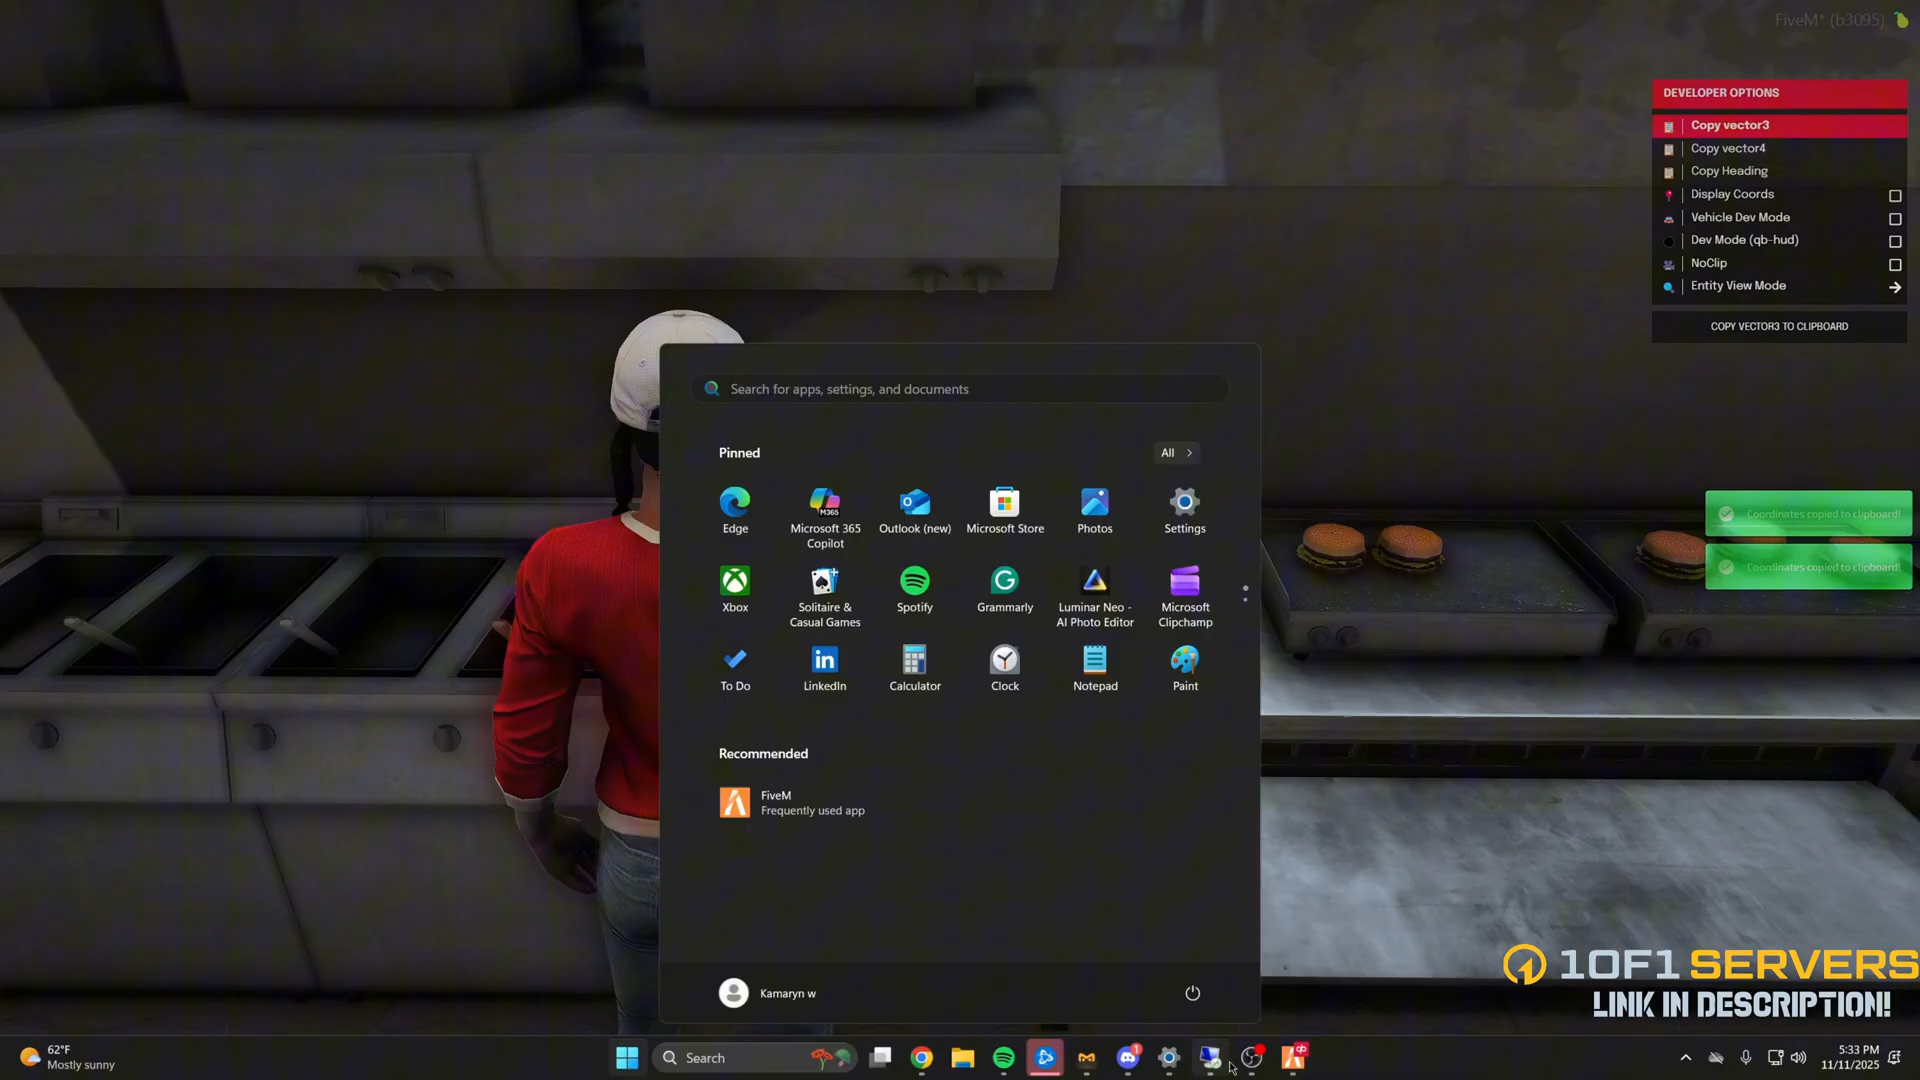 FiveM* (b3095)
DEVELOPER OPTIONS
Copy vector3
Copy vector4
Copy Heading
Display Coords
Vehicle Dev Mode
Dev Mode (qb-hud)
NoClip
Entity View Mode
COPY VECTOR3 TO CLIPBOARD
Search for apps, settings, and documents
Pinned
All
Edge
Microsoft 365
Copilot
Outlook (new)
Microsoft Store
Photos
Settings
Coordinates copied to clipboard!
Coordinates copied to clipboard!
Xbox
Solitaire &
Casual Games
Spotify
Grammarly
Luminar Neo -
AI Photo Editor
Microsoft
Clipchamp
To Do
LinkedIn
Calculator
Clock
Notepad
Paint
Recommended
FiveM
Frequently used app
Kamaryn w
1OF1 SERVERS
LINK IN DESCRIPTION!
62°F
Mostly sunny
Search
1
qb
5:33 PM
11/11/2025